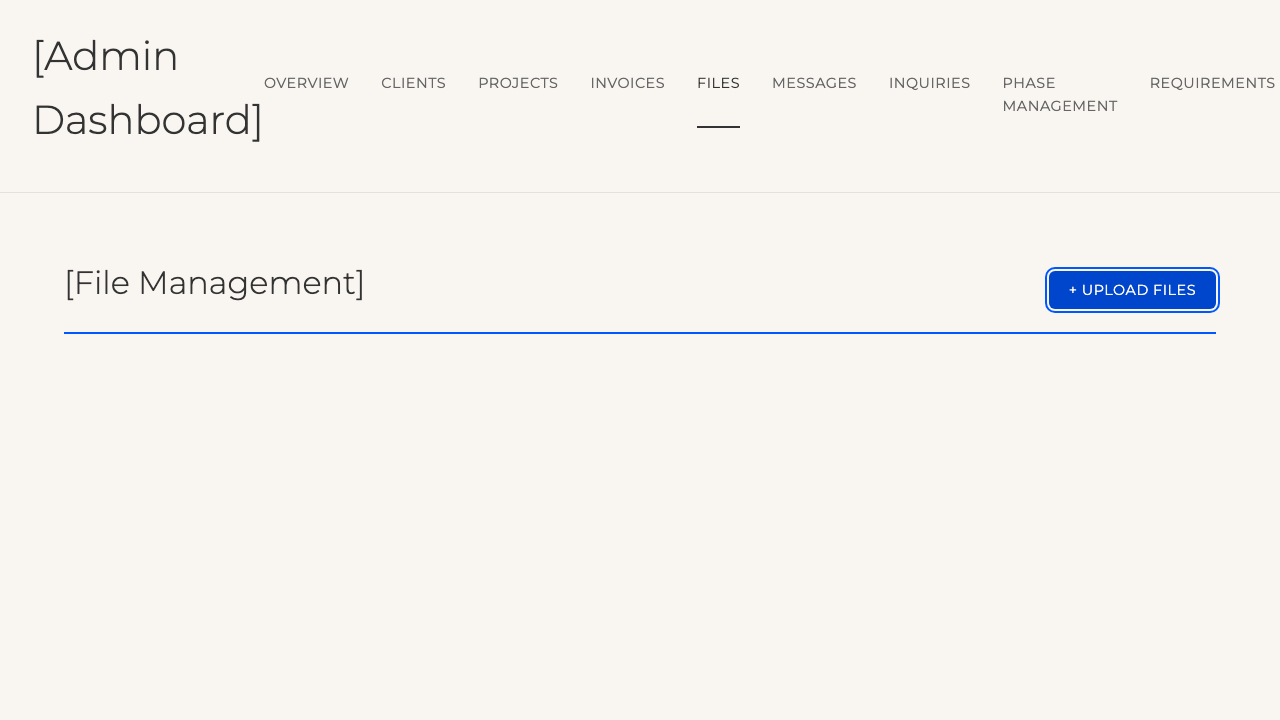 [Admin
Dashboard]
OVERVIEW CLIENTS PROJECTS INVOICES FILES MESSAGES INQUIRIES PHASE REQUIREMENTS
MANAGEMENT
[File Management]
+ UPLOAD FILES